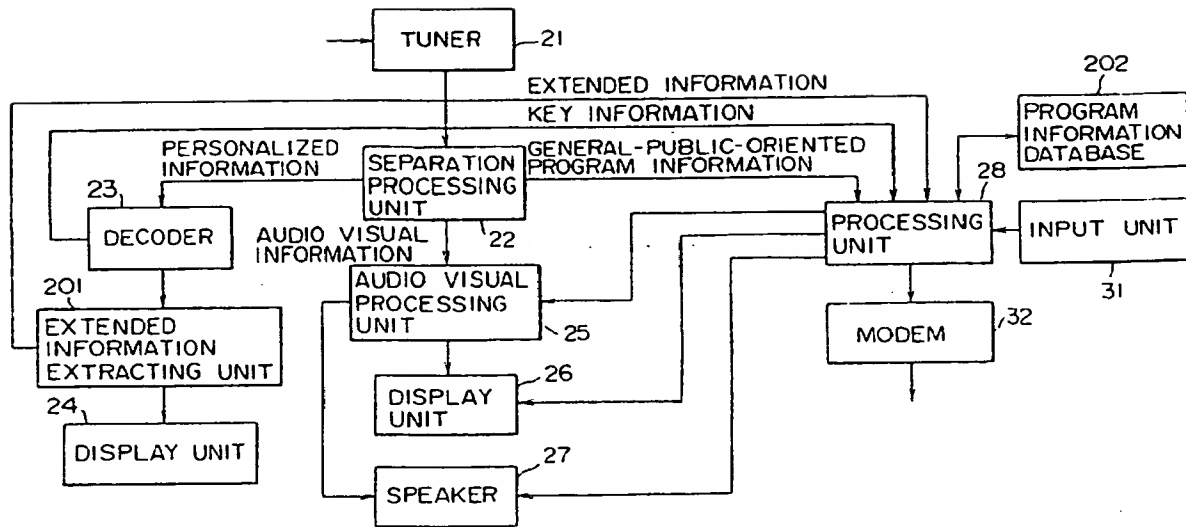 TUNER
21
EXTENDED INFORMATION
202
KEY INFORMATION
PROGRAM
INFORMATION
DATABASE
PERSONALIZED
INFORMATION
GENERAL-PUBLIC-ORIENTED
PROGRAM INFORMATION
SEPARATION
PROCESSING
UNIT
23
28
DECODER
22
PROCESSING
UNIT
INPUT UNIT
AUDIO VISUAL
INFORMATION
31
201
AUDIO VISUAL
PROCESSING
UNIT
25
EXTENDED
INFORMATION
EXTRACTING UNIT
MODEM
32
26
24
DISPLAY
UNIT
DISPLAY UNIT
27
SPEAKER